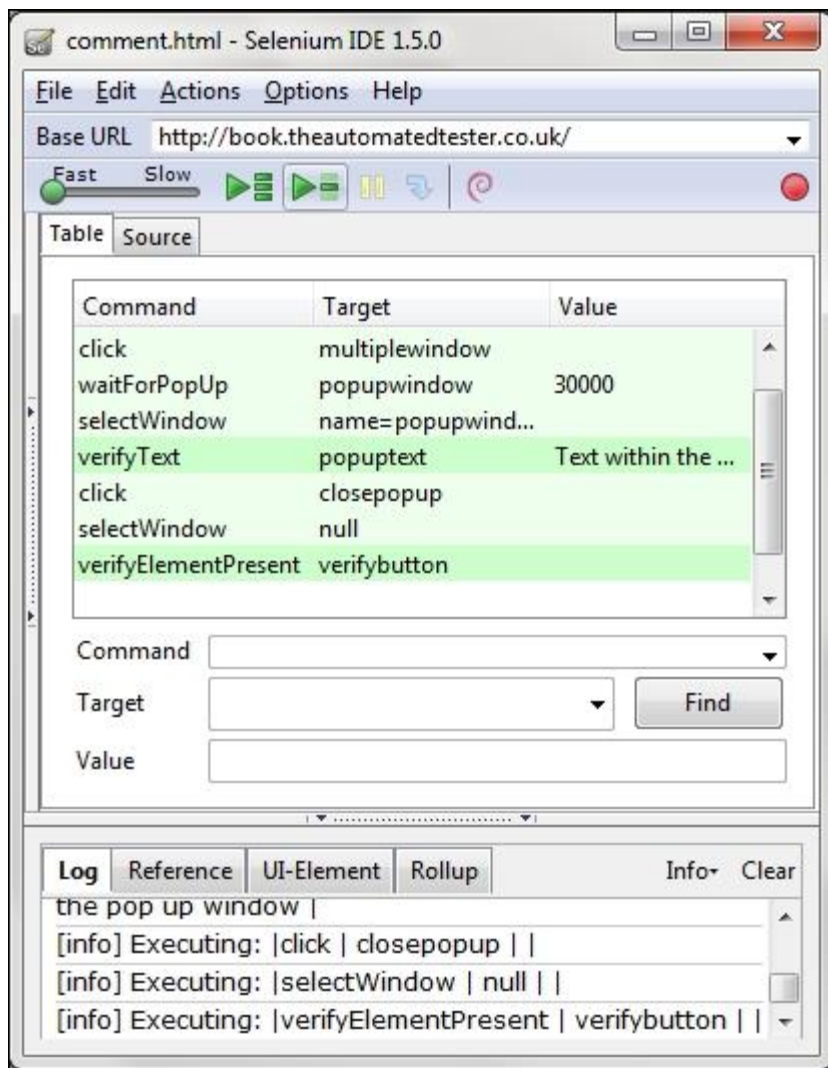 comment.html - Selenium IDE 1.5.0
File Edit Actions Options Help
Base URL http://book.theautomatedtester.co.uk/
Fast Slow
Table Source
Command Target Value
click multiplewindow
waitForPopUp popupwindow 30000
selectWindow name=popupwind...
verifyText popuptext Text within the ...
click closepopup
selectWindow null
verifyElementPresent verifybutton
Command
Target Find
Value
Log Reference UI-Element Rollup Info Clear
the pop up window |
[info] Executing: |click | closepopup | |
[info] Executing: |selectWindow | null | |
[info] Executing: |verifyElementPresent | verifybutton | |